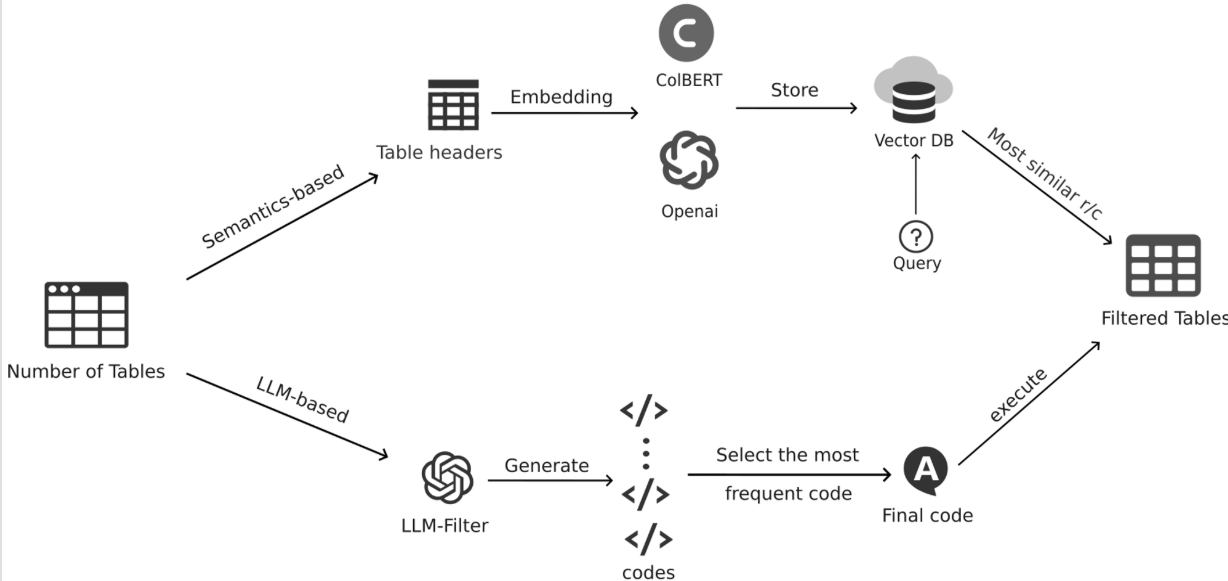 ColBERT
Embedding
Store
Table headers
Vector DB
Openai
Semantics-based
Most similar r/c
?
Query
Filtered Tables
Number of Tables
LLM-based
execute
</>
Generate
</>
Select the most
frequent code
A
LLM-Filter
Final code
</>
codes